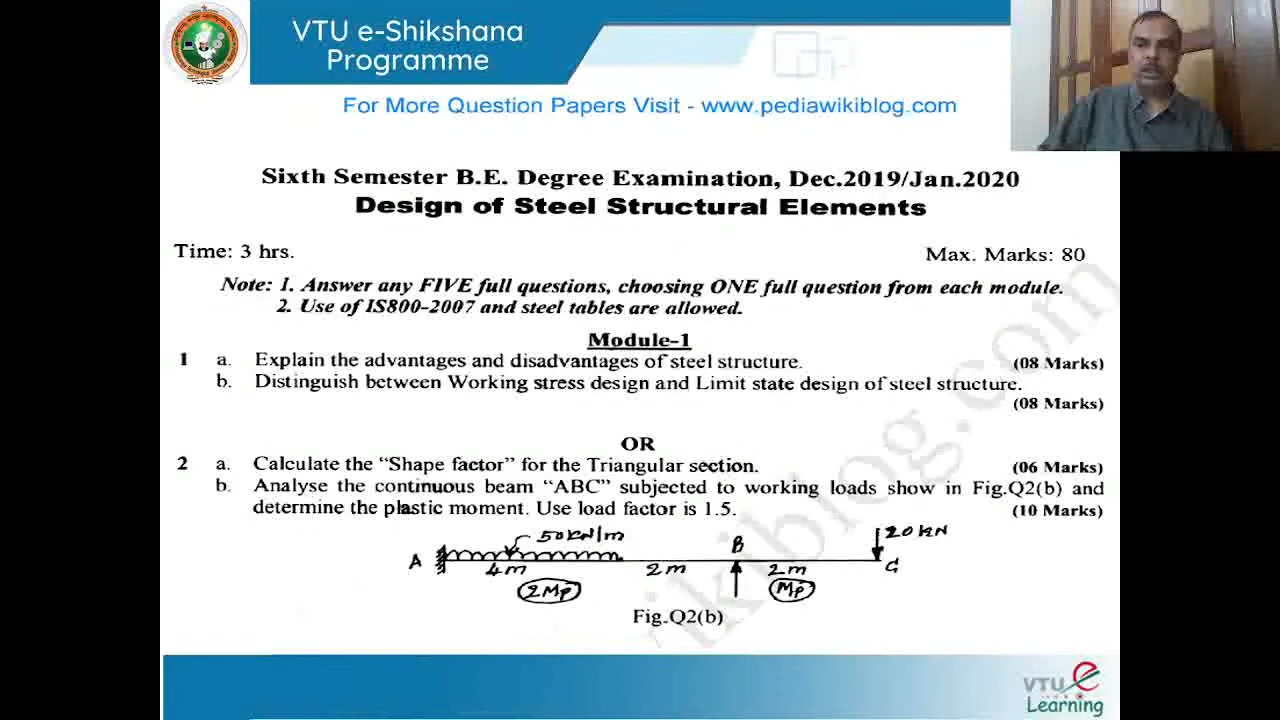 VTU e-Shikshana
Programme
For More Question Papers Visit - www.pediawikiblog.com
Sixth Semester B.E. Degree Examination, Dec.2019/Jan.2020
Design of Steel Structural Elements
Time: 3 hrs.
Max. Marks: 80
Note: 1. Answer any FIVE full questions, choosing ONE full question from each module.
2. Use of IS800-2007 and steel tables are allowed.
Module-1
1 a. Explain the advantages and disadvantages of steel structure. (08 Marks)
b. Distinguish between Working stress design and Limit state design of steel structure.
(08 Marks)
OR
2 a. Calculate the “Shape factor” for the Triangular section. (06 Marks)
b. Analyse the continuous beam “ABC” subjected to working loads show in Fig.Q2(b) and
determine the plastic moment. Use load factor is 1.5. (10 Marks)
50kN/m B 20kN
A 4m 2m 2m C
2Mp Mp
Fig.Q2(b)
ikiblog.com
VTU e
Learning